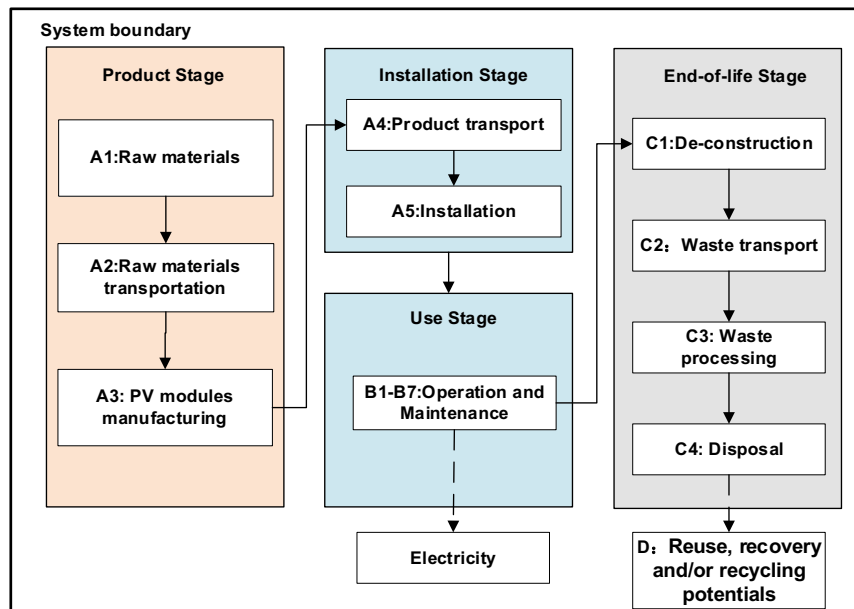 System boundary
Product Stage
A1:Raw materials
A2:Raw materials
transportation
A3: PV modules
manufacturing
Installation Stage
A4:Product transport
A5:Installation
Use Stage
B1-B7:Operation and
Maintenance
Electricity
End-of-life Stage
C1:De-construction
C2：Waste transport
C3: Waste
processing
C4: Disposal
D：Reuse, recovery
and/or recycling
potentials